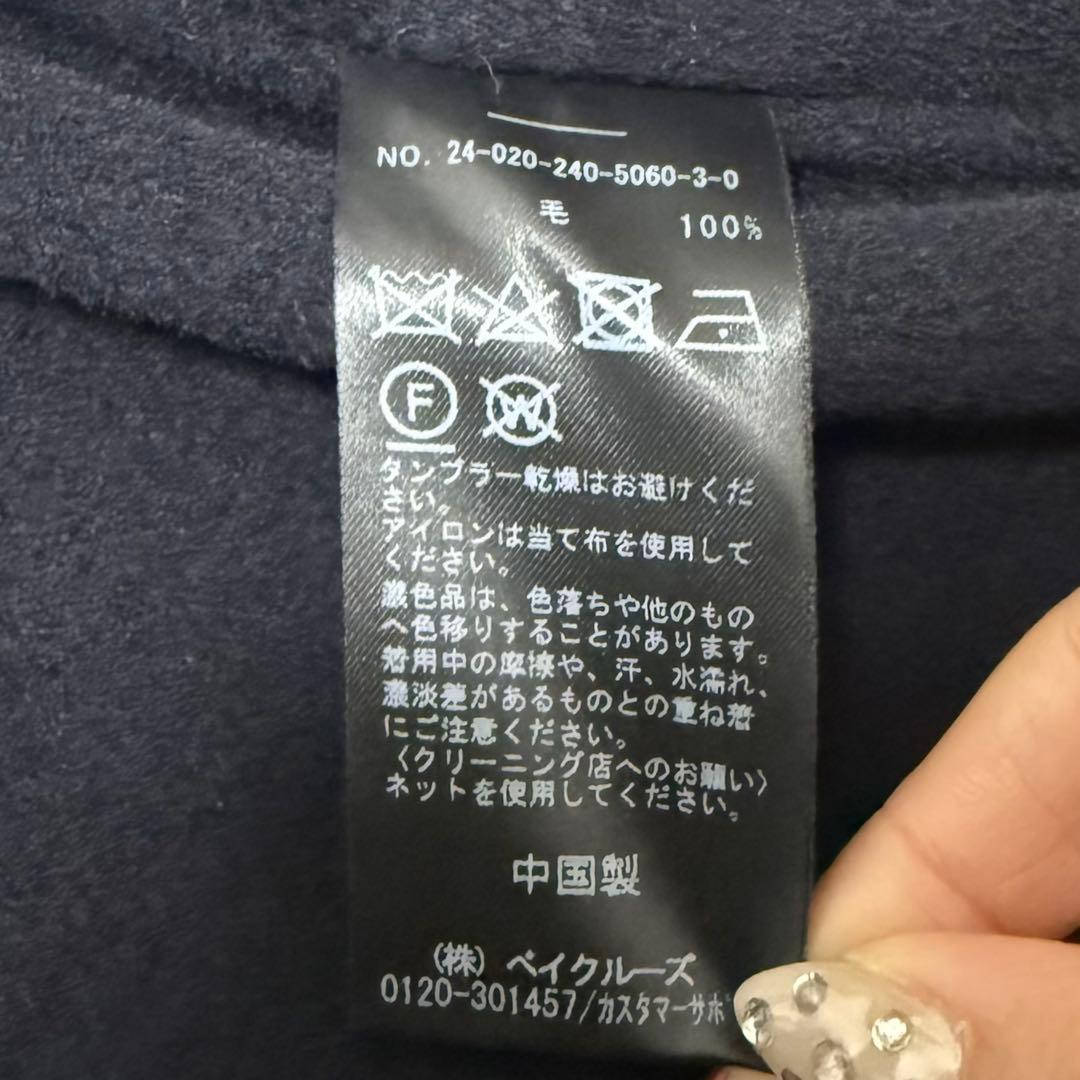 NO. 24-020-240-5060-3-0
毛 100%
F
W
タンブラー乾燥はお避けくだ
さい。
アイロンは当て布を使用して
ください。
濃色品は、色落ちや他のもの
へ色移りすることがあります。
着用中の摩擦や、汗、水濡れ、
濃淡差があるものとの重ね着
にご注意ください。
〈クリーニング店へのお願い〉
ネットを使用してください。
中国製
(株) ベイクルーズ
0120-301457/カスタマーサポ